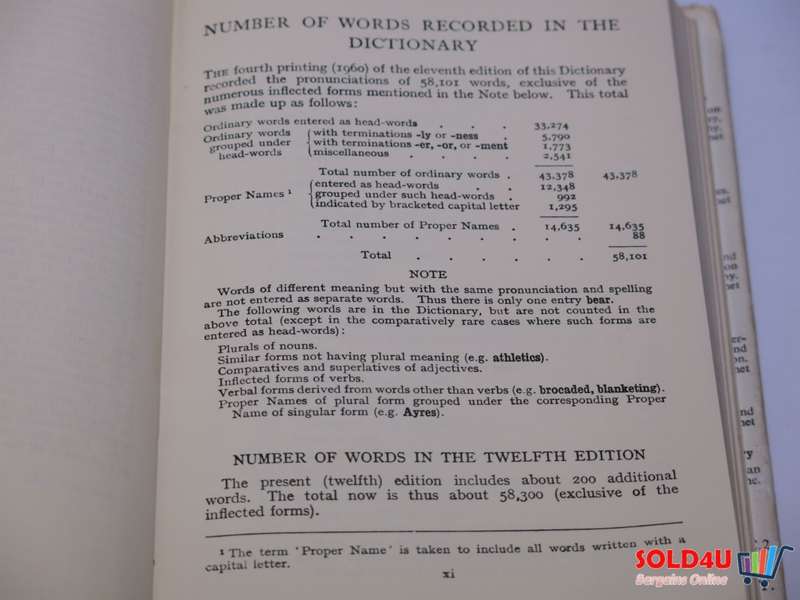 NUMBER OF WORDS RECORDED IN THE
DICTIONARY
THE fourth printing (1960) of the eleventh edition of this Dictionary
recorded the pronunciations of 58,101 words, exclusive of the
numerous inflected forms mentioned in the Note below. This total
was made up as follows:
Ordinary words entered as head-words . . . 33,274
Ordinary words { with terminations -ly or -ness . 5,790
grouped under { with terminations -er, -or, or -ment 1,773
head-words { miscellaneous . . . . 2,541
Total number of ordinary words . 43,378 43,378
{ entered as head-words . . 12,348
Proper Names ¹ { grouped under such head-words . 992
{ indicated by bracketed capital letter 1,295
Total number of Proper Names . 14,635 14,635
Abbreviations . . . . . . . . . 88
Total . . . . . . 58,101
NOTE
Words of different meaning but with the same pronunciation and spelling
are not entered as separate words. Thus there is only one entry bear.
The following words are in the Dictionary, but are not counted in the
above total (except in the comparatively rare cases where such forms are
entered as head-words):
Plurals of nouns.
Similar forms not having plural meaning (e.g. athletics).
Comparatives and superlatives of adjectives.
Inflected forms of verbs.
Verbal forms derived from words other than verbs (e.g. brocaded, blanketing).
Proper Names of plural form grouped under the corresponding Proper
Name of singular form (e.g. Ayres).
NUMBER OF WORDS IN THE TWELFTH EDITION
The present (twelfth) edition includes about 200 additional
words. The total now is thus about 58,300 (exclusive of the
inflected forms).
¹ The term 'Proper Name' is taken to include all words written with a
capital letter.
xi
SOLD4U
Bargains Online